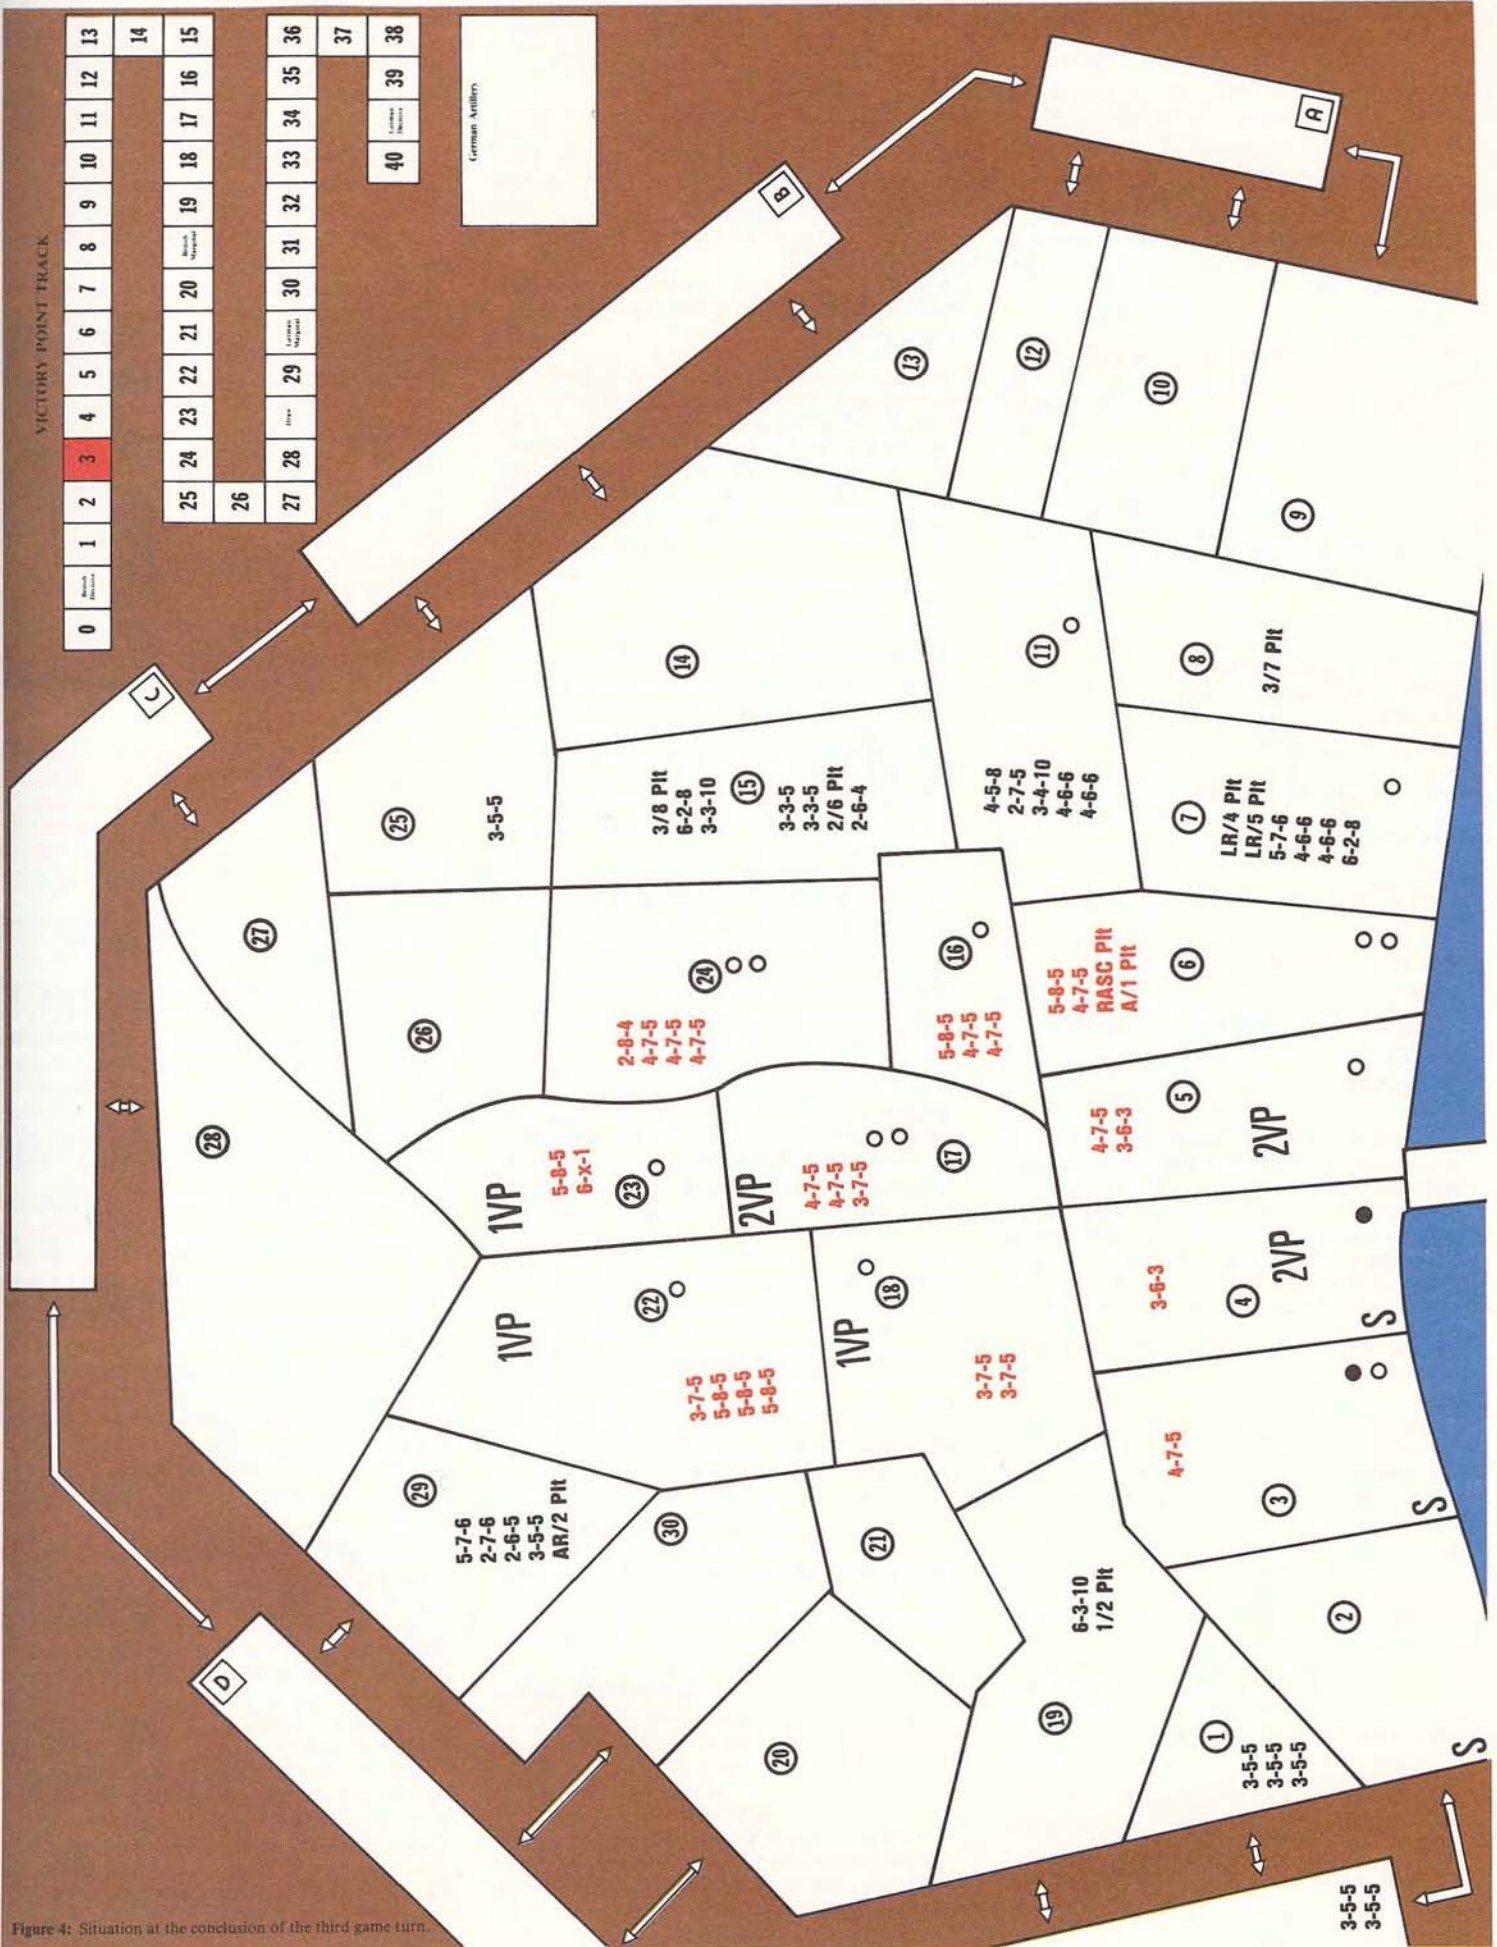 VICTORY POINT TRACK
0 British Decisive 1 2 3 4 5 6 7 8 9 10 11 12 13
14
25 24 23 22 21 20 British Marginal 19 18 17 16 15
26
27 28 Draw 29 German Marginal 30 31 32 33 34 35 36
37
40 German Decisive 39 38
German Artillery
A
B
C
D
13
12
10
9
14
11
4-5-8
2-7-5
3-4-10
4-6-6
4-6-6
8
3/7 Plt
7
LR/4 Plt
LR/5 Plt
5-7-6
4-6-6
4-6-6
6-2-8
25
3-5-5
3/8 Plt
6-2-8
3-3-10
15
3-3-5
3-3-5
2/6 Plt
2-6-4
27
26
24
2-8-4
4-7-5
4-7-5
4-7-5
16
5-8-5
4-7-5
4-7-5
5-8-5
4-7-5
RASC Plt
A/1 Plt
6
28
1VP
5-8-5
6-x-1
23
2VP
4-7-5
4-7-5
3-7-5
17
4-7-5
3-6-3
5
2VP
1VP
22
3-7-5
5-8-5
5-8-5
5-8-5
1VP
18
3-7-5
3-7-5
3-6-3
4
2VP
S
4-7-5
3
S
29
5-7-6
2-7-6
2-6-5
3-5-5
AR/2 Plt
30
21
6-3-10
1/2 Plt
19
2
S
20
1
3-5-5
3-5-5
3-5-5
3-5-5
3-5-5
Figure 4: Situation at the conclusion of the third game turn.